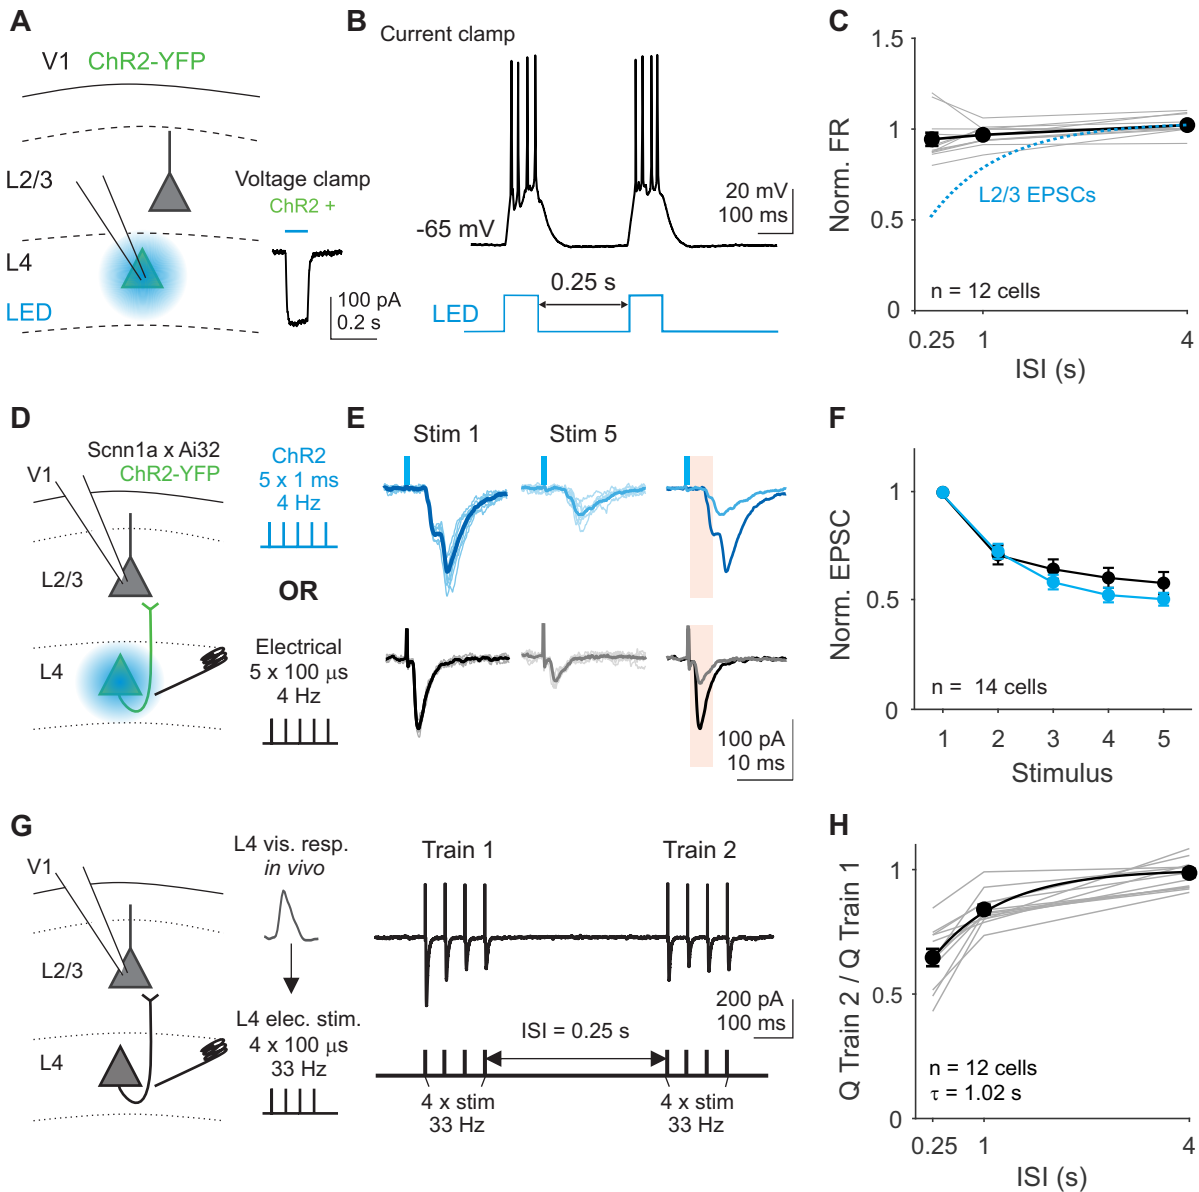 A
V1 ChR2-YFP
L2/3
L4
LED
Voltage clamp
ChR2 +
100 pA
0.2 s
B
Current clamp
-65 mV
20 mV
100 ms
0.25 s
LED
C
1.5
1
0.5
0
Norm. FR
L2/3 EPSCs
n = 12 cells
0.25 1 4
ISI (s)
D
Scnn1a x Ai32
V1 ChR2-YFP
L2/3
L4
ChR2
5 x 1 ms
4 Hz
OR
Electrical
5 x 100 μs
4 Hz
E
Stim 1 Stim 5
100 pA
10 ms
F
1
0.5
0
Norm. EPSC
n = 14 cells
1 2 3 4 5
Stimulus
G
V1
L2/3
L4
L4 vis. resp.
in vivo
L4 elec. stim.
4 x 100 μs
33 Hz
Train 1 Train 2
200 pA
100 ms
ISI = 0.25 s
4 x stim 4 x stim
33 Hz 33 Hz
H
1
0.5
0
Q Train 2 / Q Train 1
n = 12 cells
τ = 1.02 s
0.25 1 4
ISI (s)